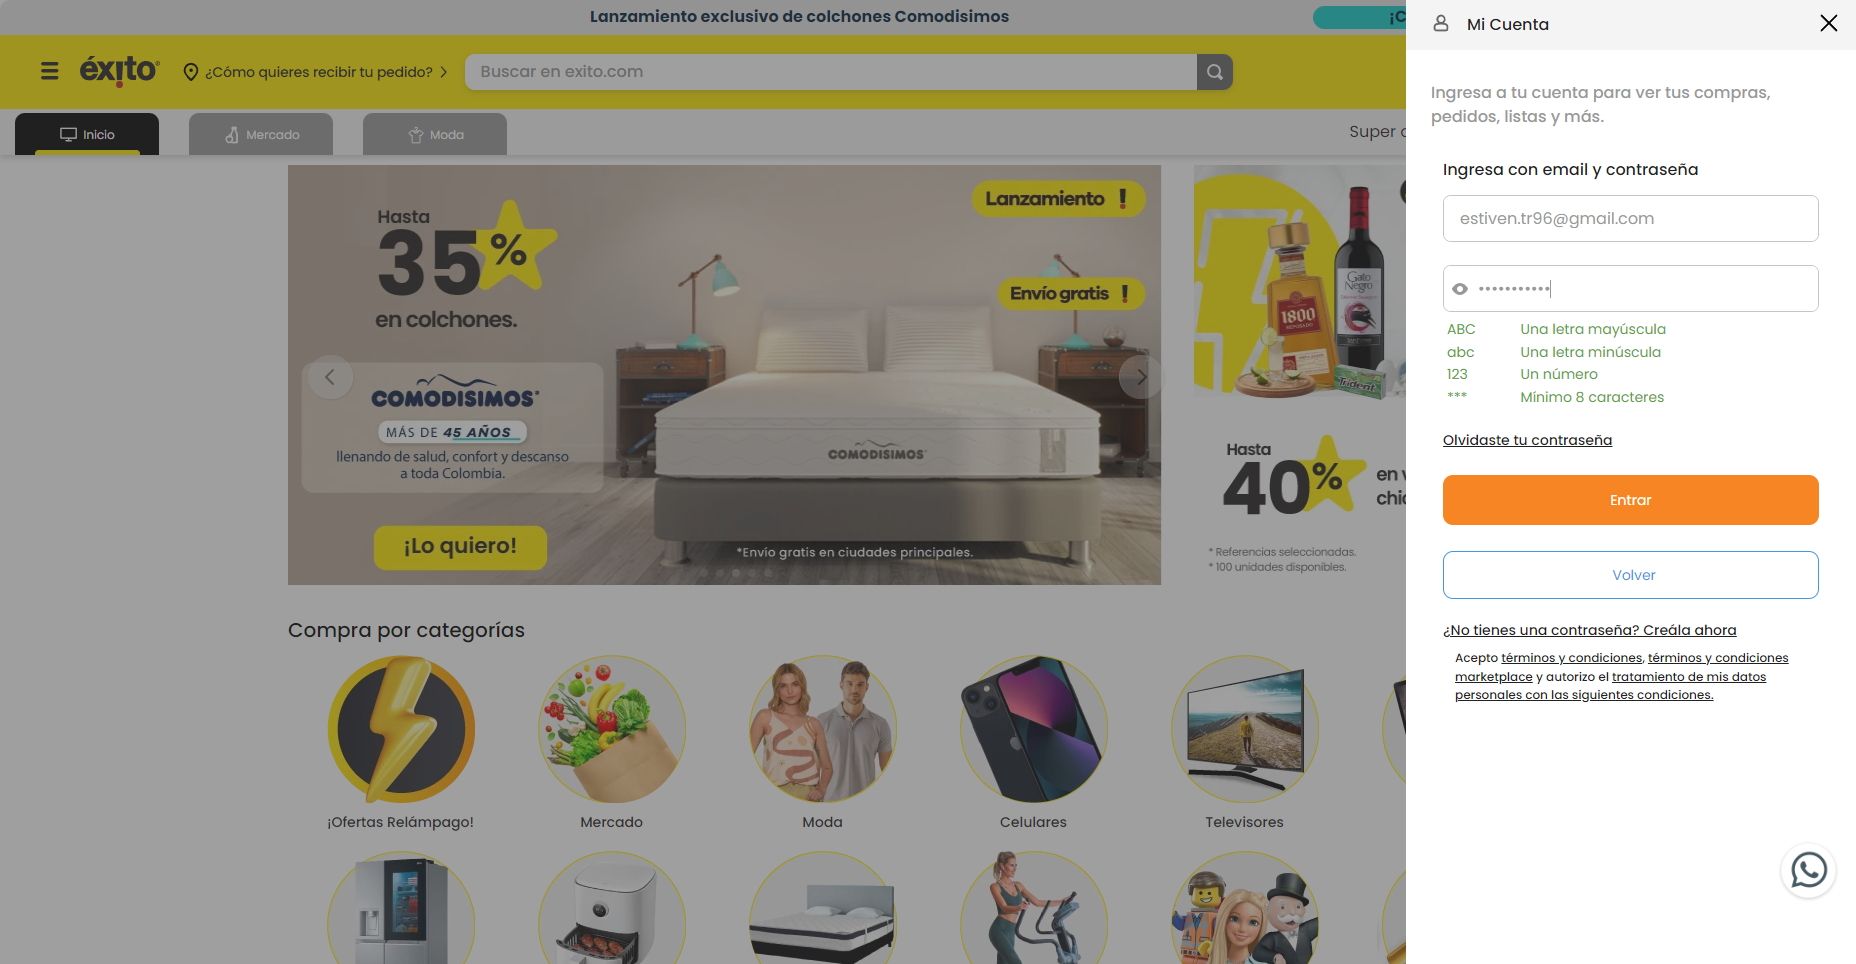 Lanzamiento exclusivo de colchones Comodisimos
éxito
¿Cómo quieres recibir tu pedido?
Buscar en exito.com
Inicio
Mercado
Moda
Super
Hasta
35%
en colchones.
Lanzamiento !
Envío gratis !
COMODISIMOS
MÁS DE 45 AÑOS
llenando de salud, confort y descanso
a toda Colombia.
¡Lo quiero!
COMODISIMOS
*Envío gratis en ciudades principales.
1800
Gato
Negro
Trident
Hasta
40%
en
* Referencias seleccionadas.
* 100 unidades disponibles.
Compra por categorías
¡Ofertas Relámpago!
Mercado
Moda
Celulares
Televisores
Mi Cuenta
Ingresa a tu cuenta para ver tus compras,
pedidos, listas y más.
Ingresa con email y contraseña
estiven.tr96@gmail.com
•••••••••••
ABC Una letra mayúscula
abc Una letra minúscula
123 Un número
*** Mínimo 8 caracteres
Olvidaste tu contraseña
Entrar
Volver
¿No tienes una contraseña? Creála ahora
Acepto términos y condiciones, términos y condiciones
marketplace y autorizo el tratamiento de mis datos
personales con las siguientes condiciones.